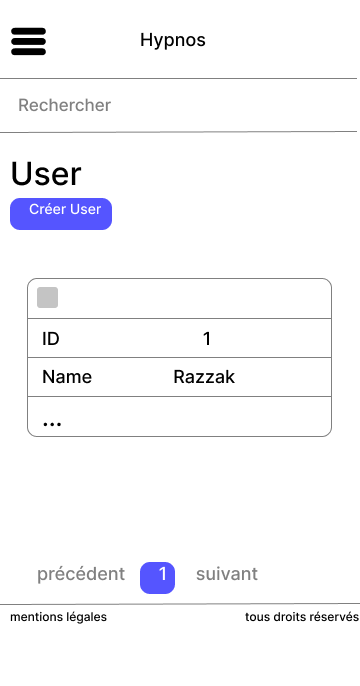 Hypnos
Rechercher
User
Créer User
ID 1
Name Razzak
...
précédent 1 suivant
mentions légales tous droits réservés